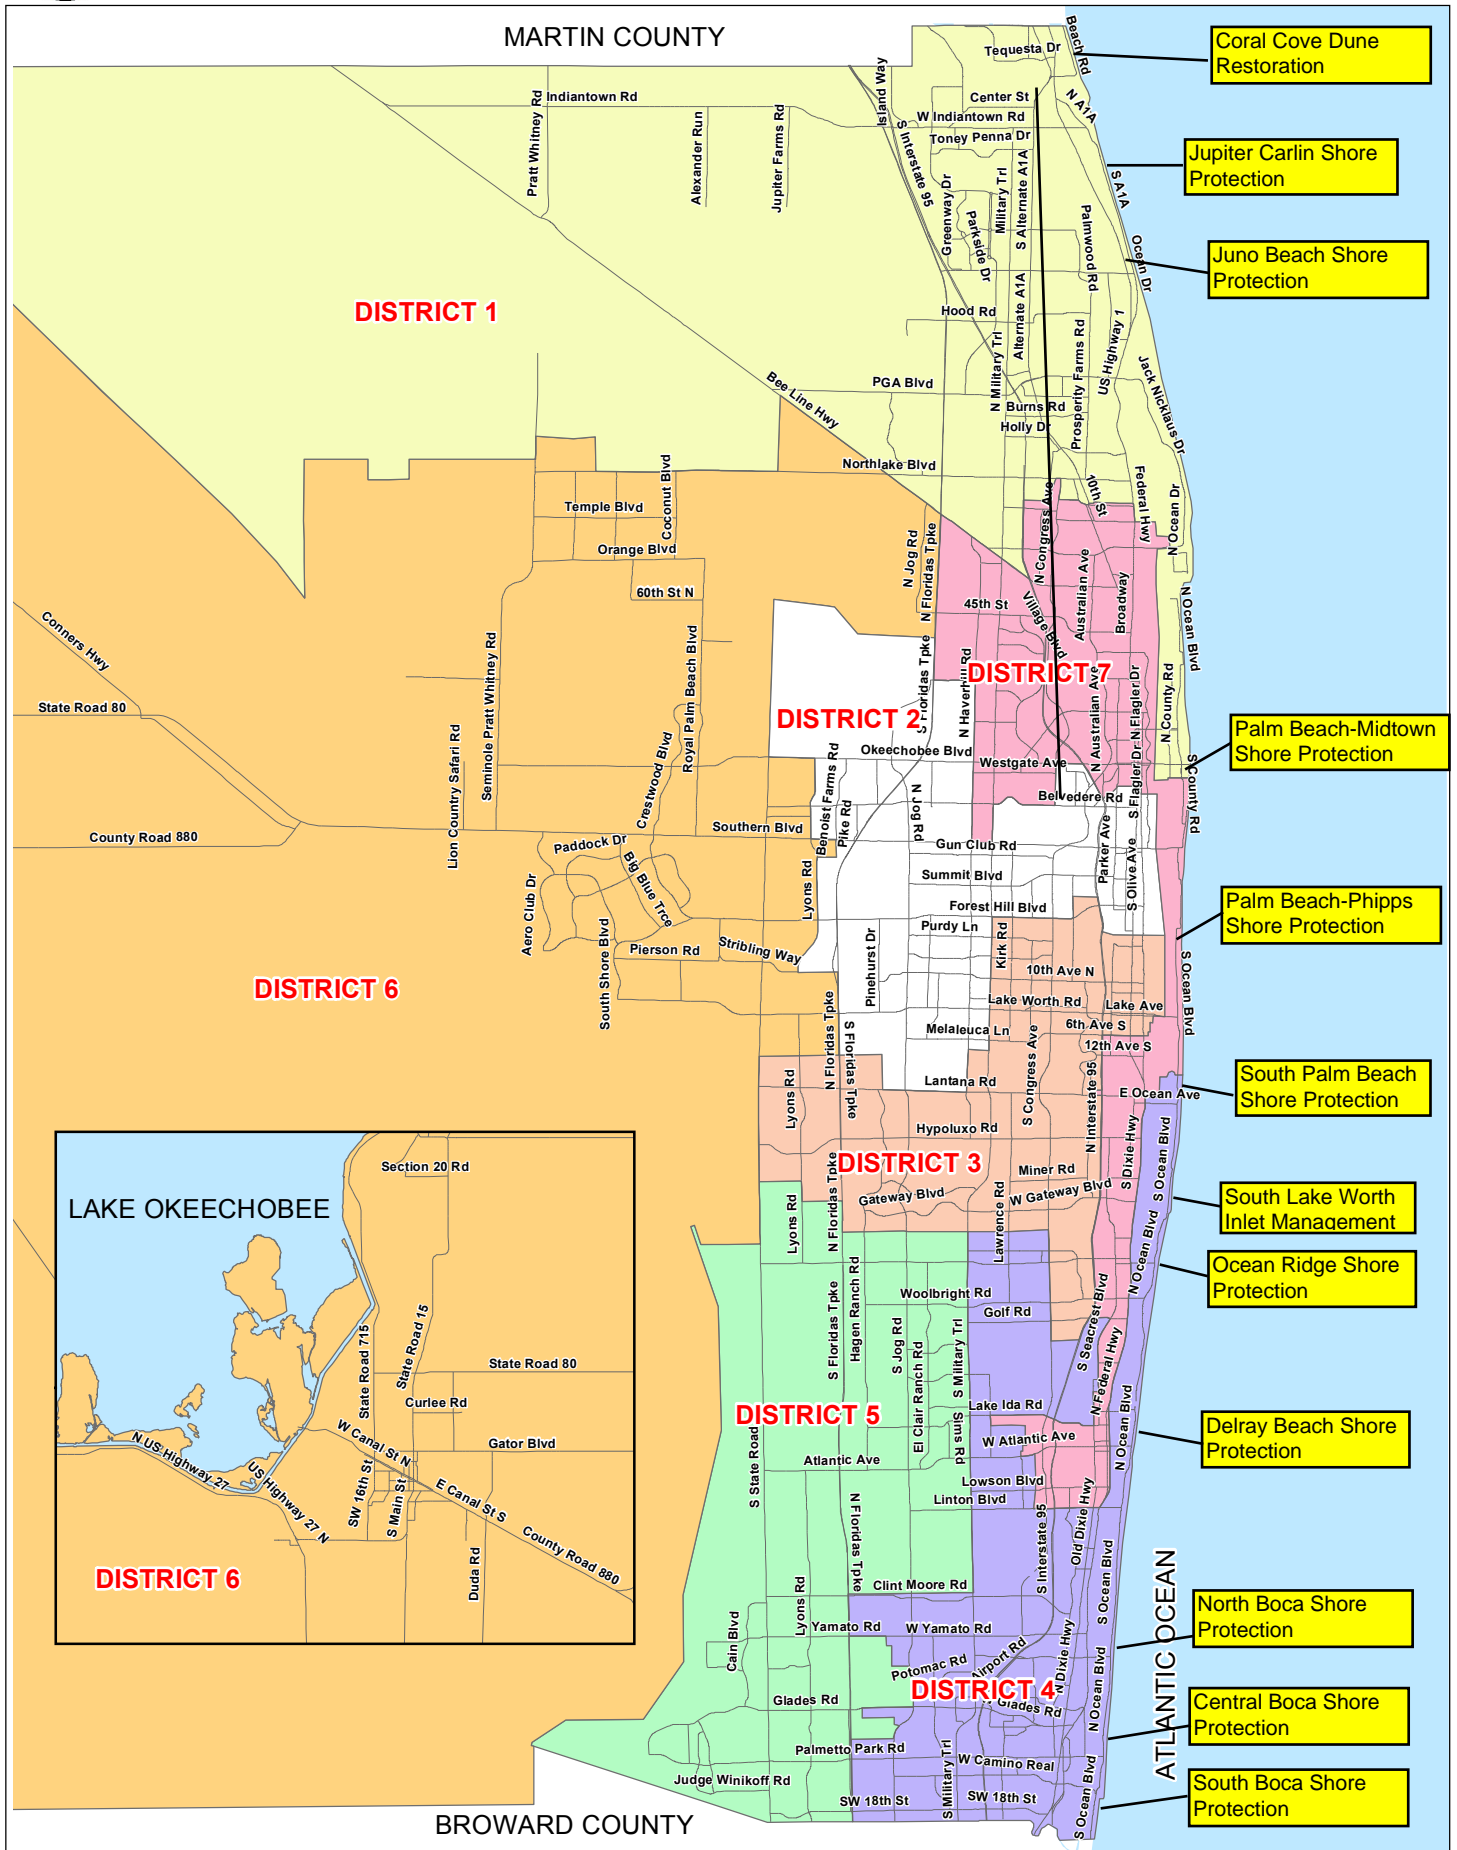 MARTIN COUNTY
Beach Rd
Tequesta Dr
Coral Cove Dune
Restoration
Island Way
Pratt Whitney Rd
Indiantown Rd
Alexander Run
Jupiter Farms Rd
Center St
N A1A
W Indiantown Rd
S Interstate 95
Toney Penna Dr
Jupiter Carlin Shore
Protection
S A1A
Greenway Dr
Parkside Dr
Military Trl
S Alternate A1A
Palmwood Rd
Ocean Dr
Juno Beach Shore
Protection
DISTRICT 1
Hood Rd
Alternate A1A
N Military Trl
Prosperity Farms Rd
US Highway 1
Jack Nicklaus Dr
Bee Line Hwy
PGA Blvd
Burns Rd
Holly Dr
Northlake Blvd
Coconut Blvd
Temple Blvd
Orange Blvd
60th St N
N Jog Rd
N Floridas Tpke
N Congress Ave
10th St
Federal Hwy
N Ocean Dr
45th St
Village Blvd
Australian Ave
Broadway
N Ocean Blvd
Conners Hwy
State Road 80
Seminole Pratt Whitney Rd
Royal Palm Beach Blvd
S Floridas Tpke
N Haverhill Rd
DISTRICT 7
DISTRICT 2
N Australian Ave
N Flagler Dr
N County Rd
Palm Beach-Midtown
Shore Protection
Lion Country Safari Rd
Crestwood Blvd
Okeechobee Blvd
Westgate Ave
Benoist Farms Rd
Pike Rd
N Jog Rd
Belvedere Rd
S Flagler Dr
S County Rd
County Road 880
Southern Blvd
Paddock Dr
Big Blue Trce
Gun Club Rd
Summit Blvd
Parker Ave
S Olive Ave
Aero Club Dr
Lyons Rd
Forest Hill Blvd
Purdy Ln
Palm Beach-Phipps
Shore Protection
South Shore Blvd
Pierson Rd
Stribling Way
Pinehurst Dr
Kirk Rd
10th Ave N
S Ocean Blvd
DISTRICT 6
Lake Worth Rd
Lake Ave
N Floridas Tpke
S Floridas Tpke
Melaleuca Ln
6th Ave S
12th Ave S
S Congress Ave
N Interstate 95
Lyons Rd
Lantana Rd
E Ocean Ave
South Palm Beach
Shore Protection
Hypoluxo Rd
S Dixie Hwy
S Ocean Blvd
DISTRICT 3
Miner Rd
Gateway Blvd
W Gateway Blvd
South Lake Worth
Inlet Management
Lyons Rd
N Floridas Tpke
Lawrence Rd
N Ocean Blvd
Ocean Ridge Shore
Protection
Hagen Ranch Rd
S Floridas Tpke
Woolbright Rd
Golf Rd
S Seacrest Blvd
S Jog Rd
El Clair Ranch Rd
S Military Trl
N Federal Hwy
DISTRICT 5
Lake Ida Rd
Sims Rd
W Atlantic Ave
N Ocean Blvd
Delray Beach Shore
Protection
S State Road
Atlantic Ave
Lowson Blvd
Linton Blvd
N Floridas Tpke
S Interstate 95
Old Dixie Hwy
S Ocean Blvd
Clint Moore Rd
Lyons Rd
Cain Blvd
Yamato Rd
W Yamato Rd
North Boca Shore
Protection
Potomac Rd
Airport Rd
N Dixie Hwy
N Ocean Blvd
DISTRICT 4
Glades Rd
Glades Rd
Central Boca Shore
Protection
ATLANTIC OCEAN
Palmetto Park Rd
W Camino Real
Judge Winikoff Rd
S Military Trl
SW 18th St
SW 18th St
S Ocean Blvd
South Boca Shore
Protection
BROWARD COUNTY
LAKE OKEECHOBEE
Section 20 Rd
State Road 715
State Road 15
State Road 80
Curlee Rd
W Canal St N
Gator Blvd
N US Highway 27
US Highway 27 N
SW 16th St
S Main St
E Canal St S
Duda Rd
County Road 880
DISTRICT 6